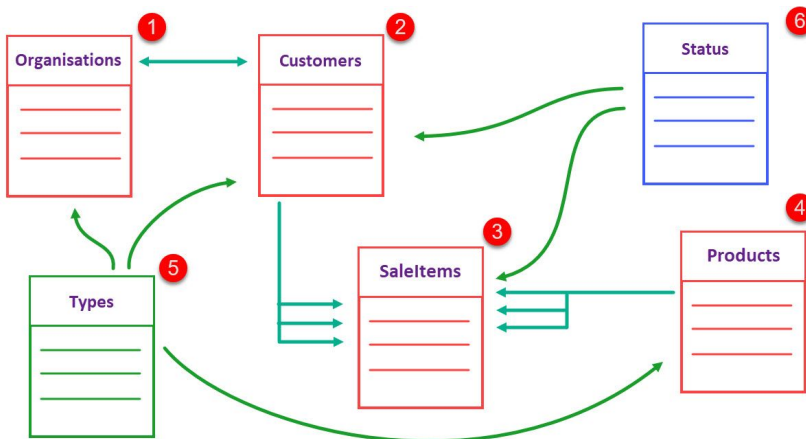 1
Organisations
2
Customers
6
Status
3
SaleItems
4
Products
5
Types